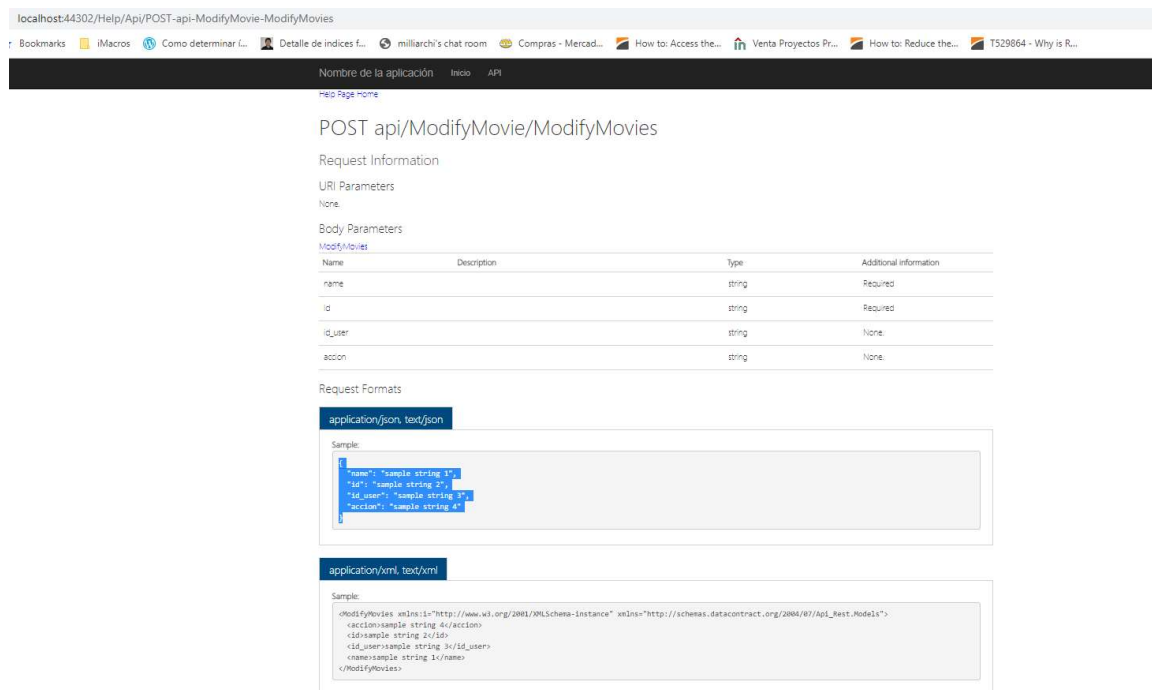 localhost:44302/Help/Api/POST-api-ModifyMovie-ModifyMovies
Bookmarks iMacros Como determinar í... Detalle de indices f... milliarchi's chat room Compras - Mercad... How to: Access the... Venta Proyectos Pr... How to: Reduce the... T529864 - Why is R...
Nombre de la aplicación Inicio API
Help Page Home
POST api/ModifyMovie/ModifyMovies
Request Information
URI Parameters
None.
Body Parameters
ModifyMovies
Name Description Type Additional information
name string Required
id string Required
id_user string None.
accion string None.
Request Formats
application/json, text/json
Sample:
{
"name": "sample string 1",
"id": "sample string 2",
"id_user": "sample string 3",
"accion": "sample string 4"
}
application/xml, text/xml
Sample:
<ModifyMovies xmlns:i="http://www.w3.org/2001/XMLSchema-instance" xmlns="http://schemas.datacontract.org/2004/07/Api_Rest.Models">
<accion>sample string 4</accion>
<id>sample string 2</id>
<id_user>sample string 3</id_user>
<name>sample string 1</name>
</ModifyMovies>